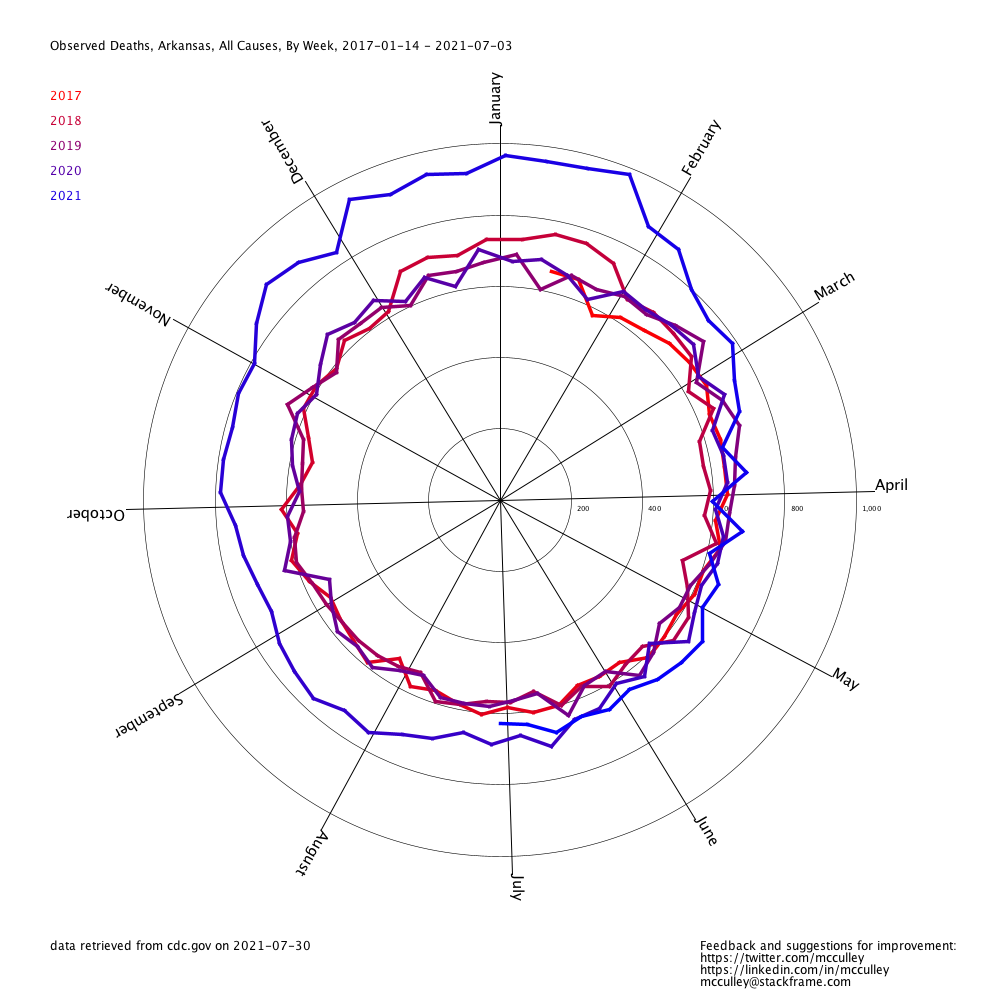 Observed Deaths, Arkansas, All Causes, By Week, 2017-01-14 - 2021-07-03
2017
2018
2019
2020
2021
January
February
March
April
May
June
July
August
September
October
November
December
200
400
600
800
1,000
data retrieved from cdc.gov on 2021-07-30
Feedback and suggestions for improvement:
https://twitter.com/mcculley
https://linkedin.com/in/mcculley
mcculley@stackframe.com